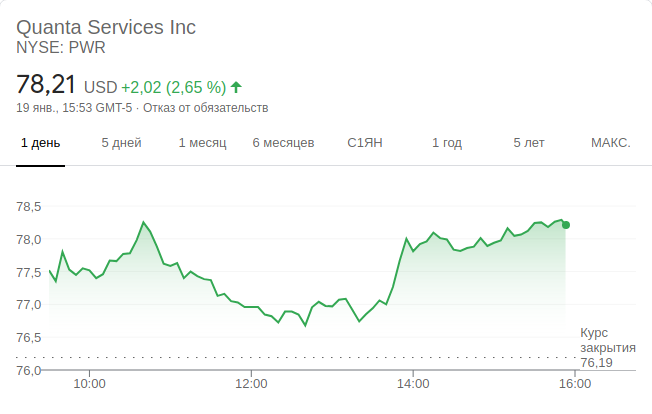 Quanta Services Inc
NYSE: PWR
78,21 USD +2,02 (2,65 %)
19 янв., 15:53 GMT-5 · Отказ от обязательств
1 день 5 дней 1 месяц 6 месяцев С1ЯН 1 год 5 лет МАКС.
78,5
78,0
77,5
77,0
76,5
76,0
Курс
закрытия
76,19
10:00 12:00 14:00 16:00